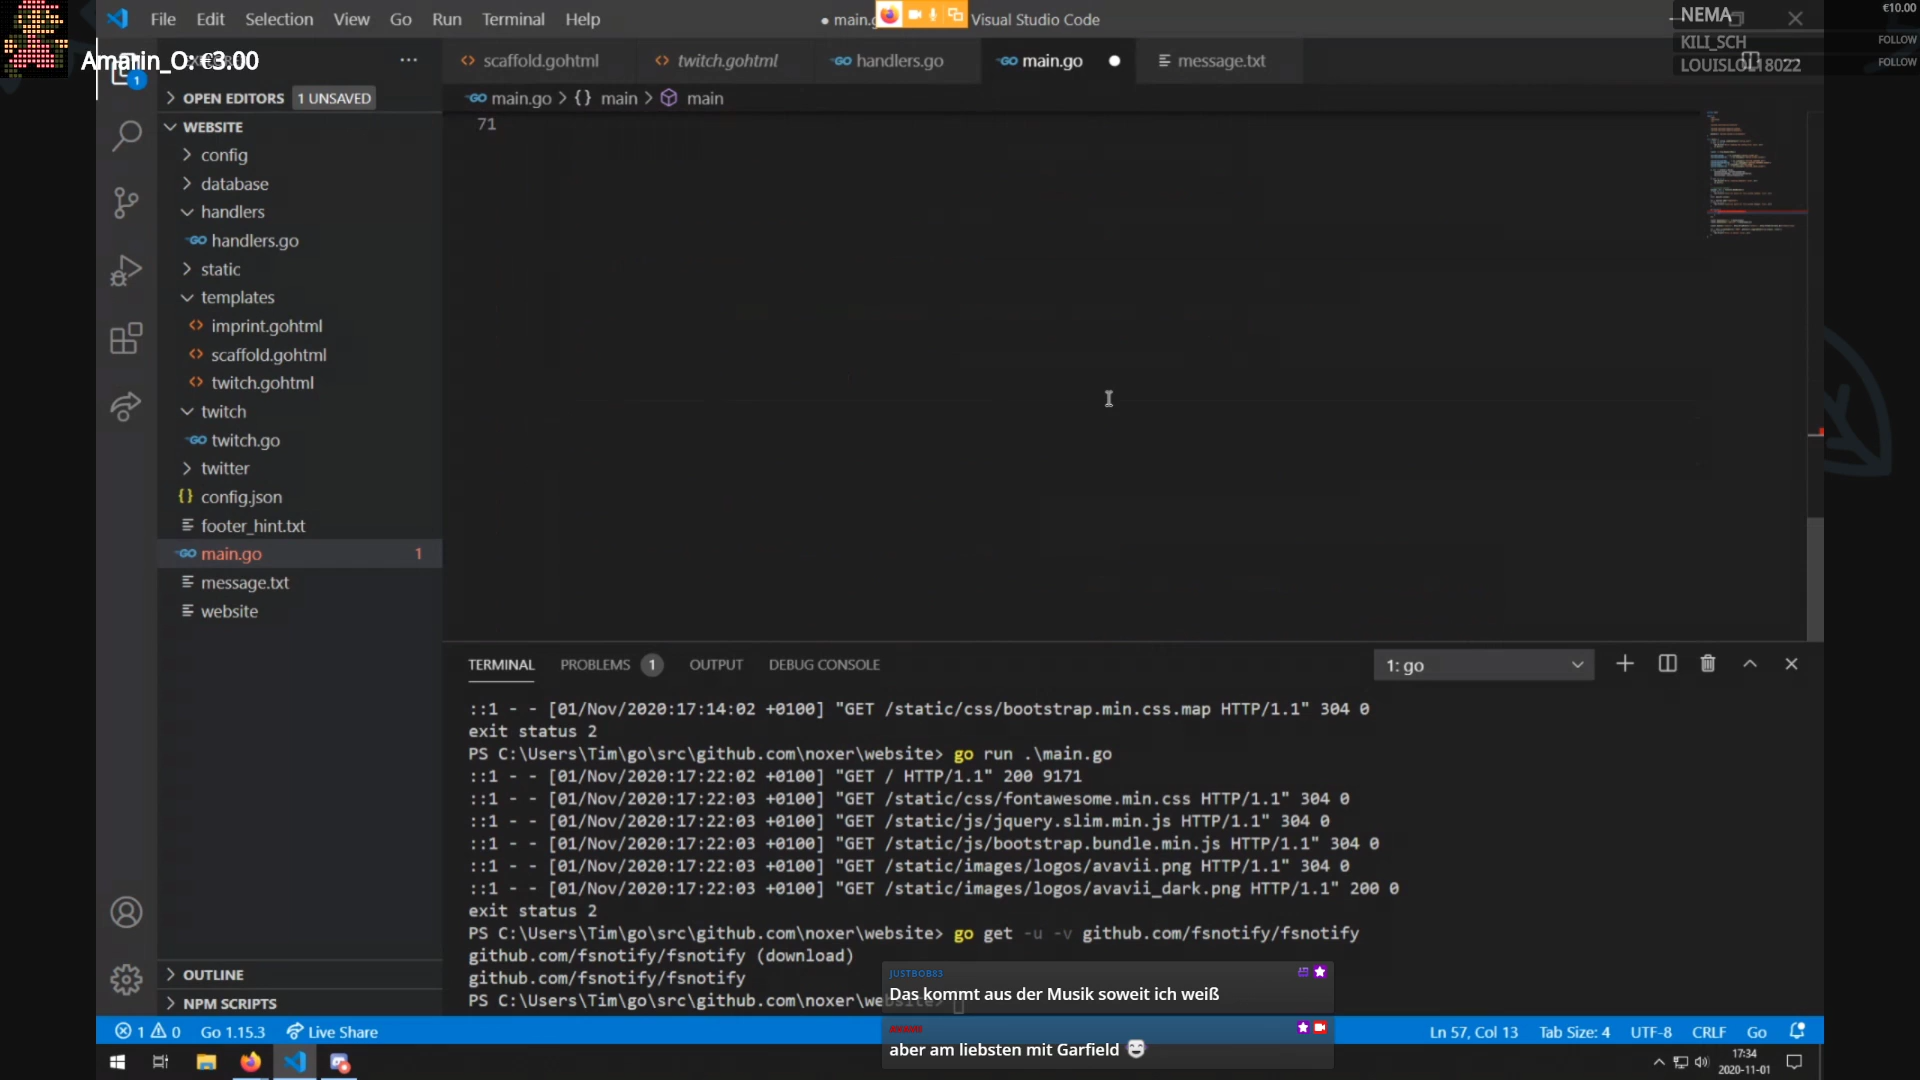 File Edit Selection View Go Run Terminal Help
● main.g
Visual Studio Code
NEMA
€10.00
KILI_SCH
FOLLOW
LOUISLOL18022
FOLLOW
Amarin_O: €3.00
scaffold.gohtml
twitch.gohtml
handlers.go
main.go
message.txt
OPEN EDITORS
1 UNSAVED
main.go > {} main > main
WEBSITE
config
database
handlers
handlers.go
static
templates
imprint.gohtml
scaffold.gohtml
twitch.gohtml
twitch
twitch.go
twitter
config.json
footer_hint.txt
main.go 1
message.txt
website
OUTLINE
NPM SCRIPTS
71
TERMINAL PROBLEMS 1 OUTPUT DEBUG CONSOLE
1: go
::1 - - [01/Nov/2020:17:14:02 +0100] "GET /static/css/bootstrap.min.css.map HTTP/1.1" 304 0
exit status 2
PS C:\Users\Tim\go\src\github.com\noxer\website> go run .\main.go
::1 - - [01/Nov/2020:17:22:02 +0100] "GET / HTTP/1.1" 200 9171
::1 - - [01/Nov/2020:17:22:03 +0100] "GET /static/css/fontawesome.min.css HTTP/1.1" 304 0
::1 - - [01/Nov/2020:17:22:03 +0100] "GET /static/js/jquery.slim.min.js HTTP/1.1" 304 0
::1 - - [01/Nov/2020:17:22:03 +0100] "GET /static/js/bootstrap.bundle.min.js HTTP/1.1" 304 0
::1 - - [01/Nov/2020:17:22:03 +0100] "GET /static/images/logos/avavii.png HTTP/1.1" 304 0
::1 - - [01/Nov/2020:17:22:03 +0100] "GET /static/images/logos/avavii_dark.png HTTP/1.1" 200 0
exit status 2
PS C:\Users\Tim\go\src\github.com\noxer\website> go get -u -v github.com/fsnotify/fsnotify
github.com/fsnotify/fsnotify (download)
github.com/fsnotify/fsnotify
PS C:\Users\Tim\go\src\github.com\noxer\we
JUSTBOB83
Das kommt aus der Musik soweit ich weiß
aber am liebsten mit Garfield
1 0 Go 1.15.3 Live Share
Ln 57, Col 13 Tab Size: 4 UTF-8 CRLF Go
17:34
2020-11-01